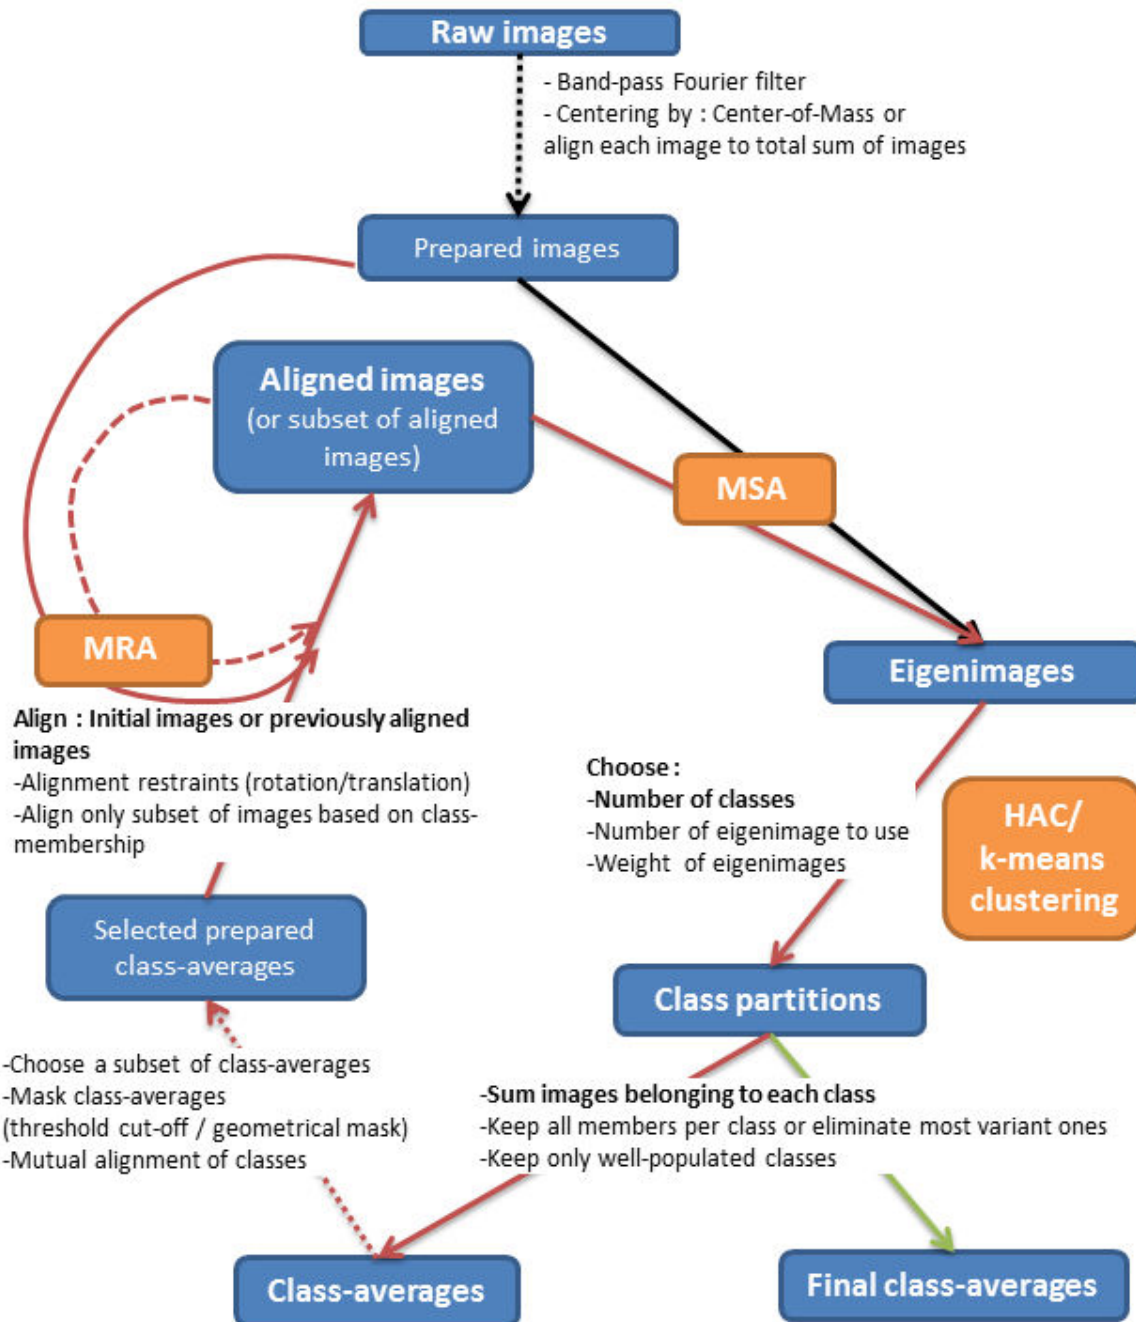 Raw images
- Band-pass Fourier filter
- Centering by : Center-of-Mass or
align each image to total sum of images
Prepared images
Aligned images
(or subset of aligned
images)
MSA
MRA
Eigenimages
Align : Initial images or previously aligned
images
-Alignment restraints (rotation/translation)
-Align only subset of images based on class-
membership
Choose :
-Number of classes
-Number of eigenimage to use
-Weight of eigenimages
HAC/
k-means
clustering
Selected prepared
class-averages
Class partitions
-Choose a subset of class-averages
-Mask class-averages
(threshold cut-off / geometrical mask)
-Mutual alignment of classes
-Sum images belonging to each class
-Keep all members per class or eliminate most variant ones
-Keep only well-populated classes
Class-averages
Final class-averages